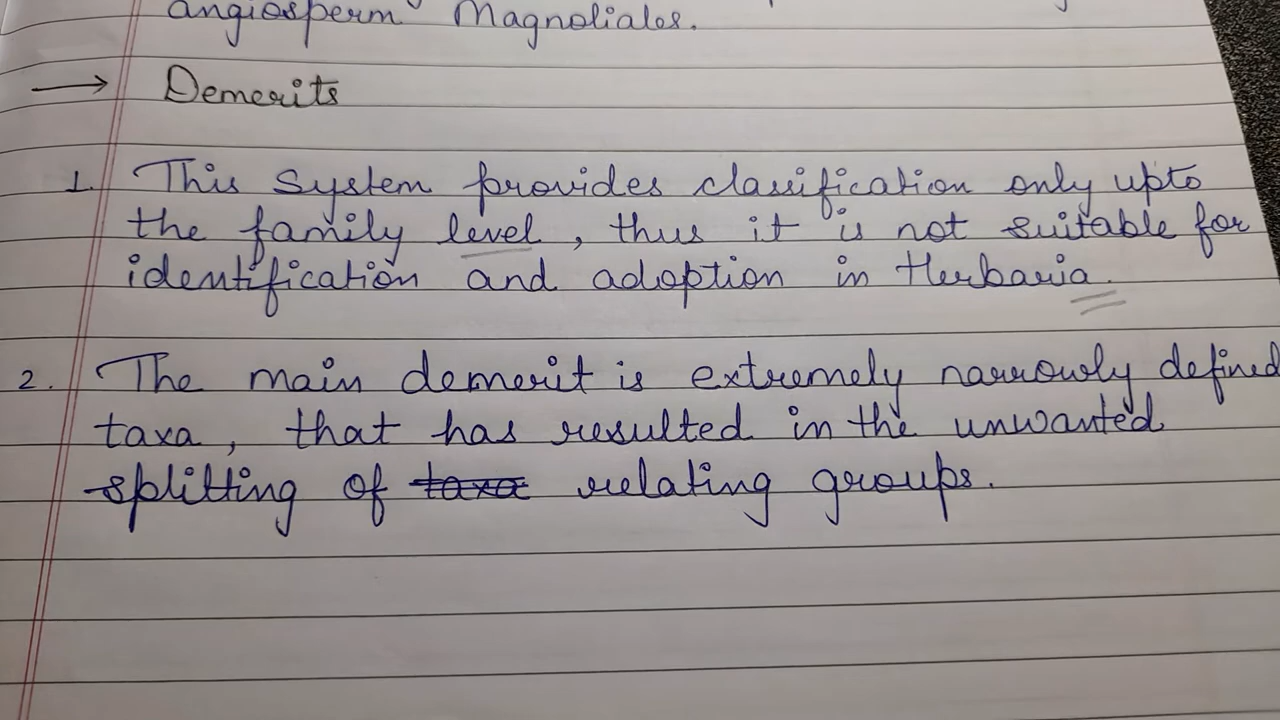 angiosperm Magnoliales.
→ Demerits
1. This System provides classification only upto
the family level, thus it is not suitable for
identification and adoption in Herbaria.
2. The main demerit is extremely narrowly defined
taxa, that has resulted in the unwanted
splitting of taxa relating groups.